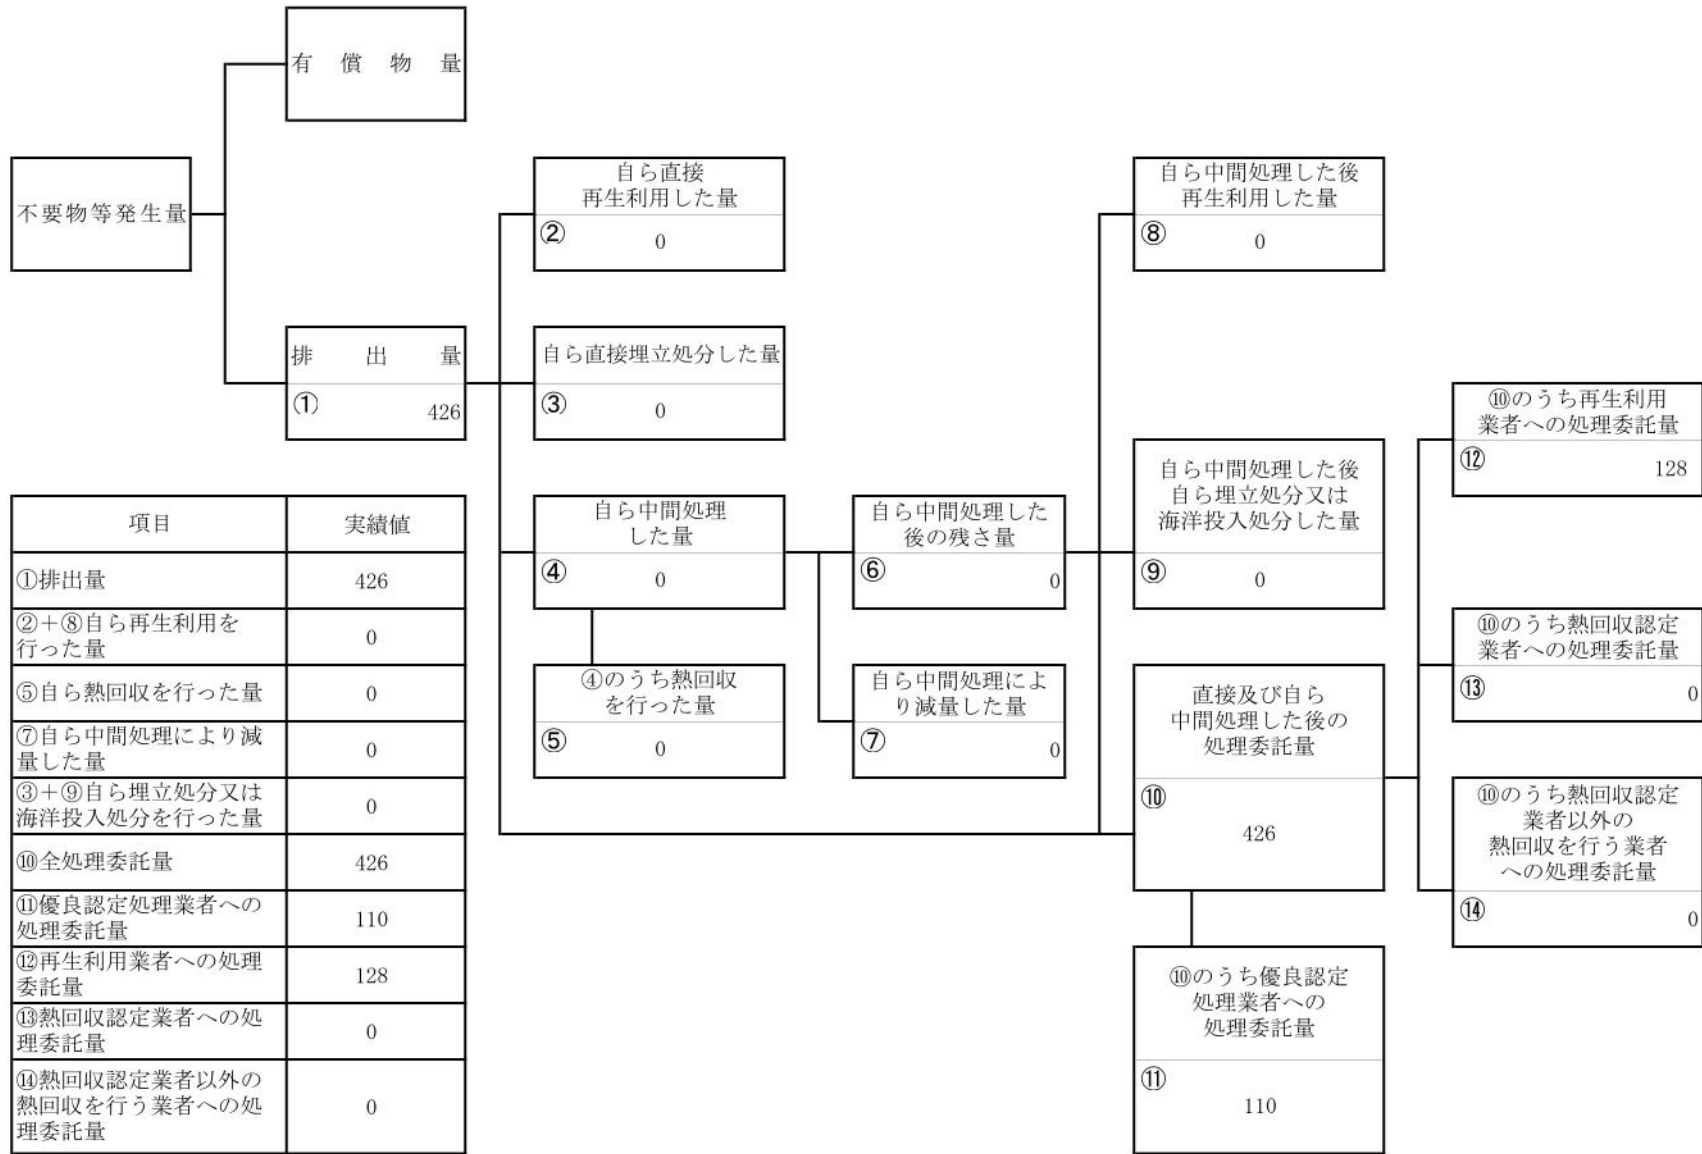 有償物量
不要物等発生量
排出量
①
426
自ら直接
再生利用した量
②
0
自ら直接埋立処分した量
③
0
自ら中間処理
した量
④
0
④のうち熱回収
を行った量
⑤
0
自ら中間処理した
後の残さ量
⑥
0
自ら中間処理によ
り減量した量
⑦
0
自ら中間処理した後
再生利用した量
⑧
0
自ら中間処理した後
自ら埋立処分又は
海洋投入処分した量
⑨
0
直接及び自ら
中間処理した後の
処理委託量
⑩
426
⑩のうち優良認定
処理業者への
処理委託量
⑪
110
⑩のうち再生利用
業者への処理委託量
⑫
128
⑩のうち熱回収認定
業者への処理委託量
⑬
0
⑩のうち熱回収認定
業者以外の
熱回収を行う業者
への処理委託量
⑭
0
項目 実績値
①排出量 426
②+⑧自ら再生利用を
行った量
0
⑤自ら熱回収を行った量 0
⑦自ら中間処理により減
量した量
0
③+⑨自ら埋立処分又は
海洋投入処分を行った量
0
⑩全処理委託量 426
⑪優良認定処理業者への
処理委託量
110
⑫再生利用業者への処理
委託量
128
⑬熱回収認定業者への処
理委託量
0
⑭熱回収認定業者以外の
熱回収を行う業者への処
理委託量
0